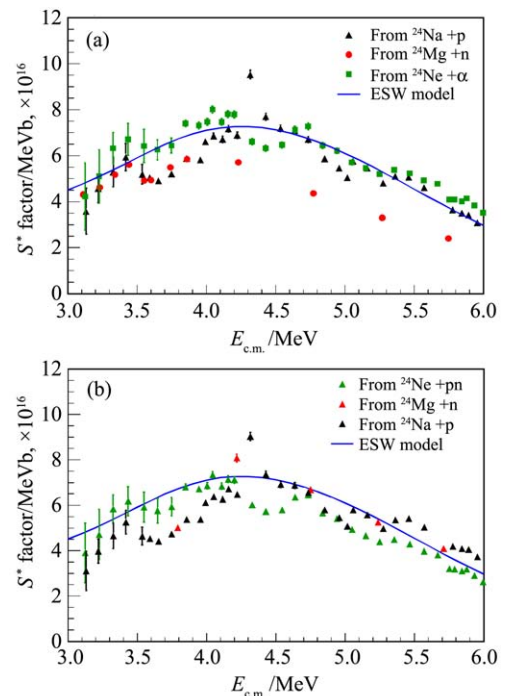 12
(a)
From ²⁴Na +p
From ²⁴Mg +n
From ²⁴Ne +α
ESW model
10
8
6
4
2
0
S* factor/MeVb, ×10¹⁶
3.0 3.5 4.0 4.5 5.0 5.5 6.0
E c.m. /MeV
12
(b)
From ²⁴Ne +pn
From ²⁴Mg +n
From ²⁴Na +p
ESW model
10
8
6
4
2
0
S* factor/MeVb, ×10¹⁶
3.0 3.5 4.0 4.5 5.0 5.5 6.0
E c.m. /MeV